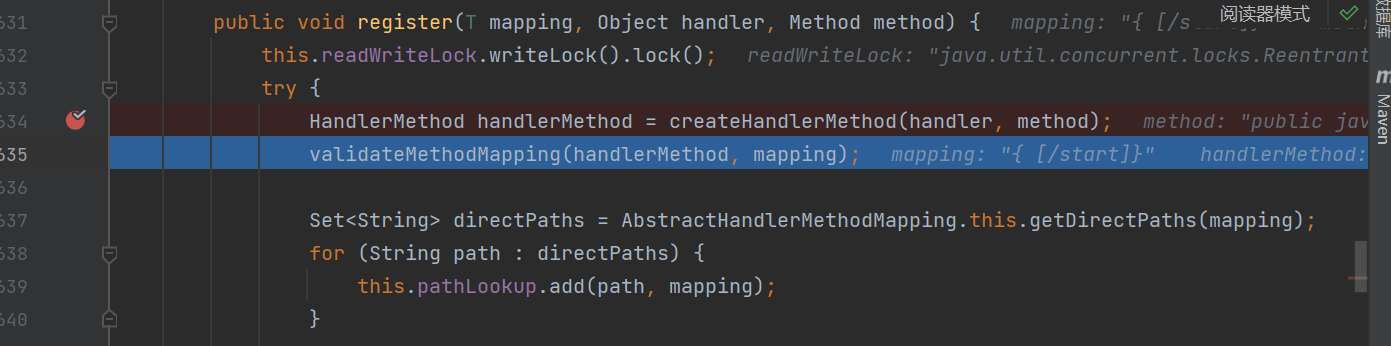 阅读器模式
数据库
Maven
631 public void register(T mapping, Object handler, Method method) { mapping: "{ [/start]}"
632 this.readWriteLock.writeLock().lock(); readWriteLock: "java.util.concurrent.locks.Reentrant
633 try {
634 HandlerMethod handlerMethod = createHandlerMethod(handler, method); method: "public jav
635 validateMethodMapping(handlerMethod, mapping); mapping: "{ [/start]}" handlerMethod:
636
637 Set<String> directPaths = AbstractHandlerMethodMapping.this.getDirectPaths(mapping);
638 for (String path : directPaths) {
639 this.pathLookup.add(path, mapping);
640 }